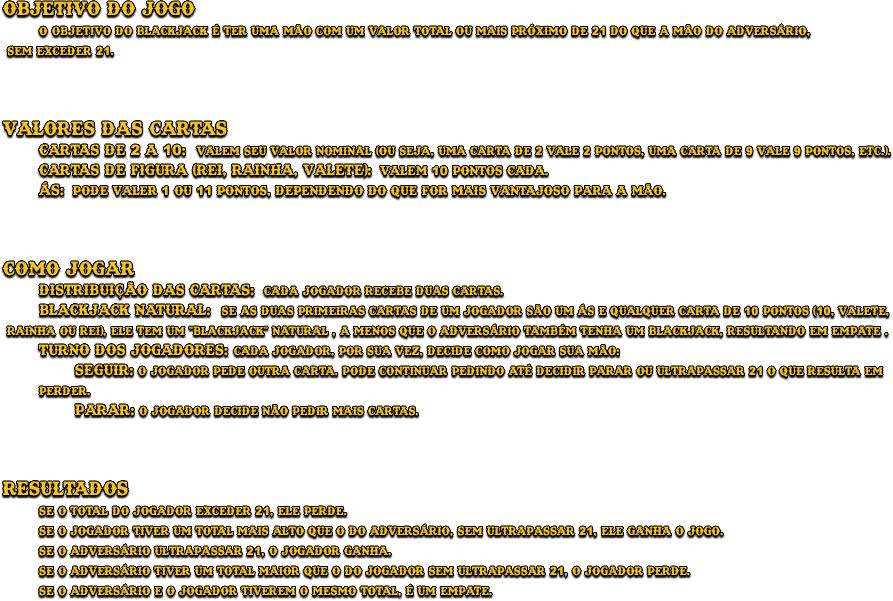 OBJETIVO DO JOGO
O OBJETIVO DO BLACKJACK É TER UMA MÃO COM UM VALOR TOTAL OU MAIS PRÓXIMO DE 21 DO QUE A MÃO DO ADVERSÁRIO,
SEM EXCEDER 21.
VALORES DAS CARTAS
CARTAS DE 2 A 10: VALEM SEU VALOR NOMINAL (OU SEJA, UMA CARTA DE 2 VALE 2 PONTOS, UMA CARTA DE 9 VALE 9 PONTOS, ETC.).
CARTAS DE FIGURA (REI, RAINHA, VALETE): VALEM 10 PONTOS CADA.
ÁS: PODE VALER 1 OU 11 PONTOS, DEPENDENDO DO QUE FOR MAIS VANTAJOSO PARA A MÃO.
COMO JOGAR
DISTRIBUIÇÃO DAS CARTAS: CADA JOGADOR RECEBE DUAS CARTAS.
BLACKJACK NATURAL: SE AS DUAS PRIMEIRAS CARTAS DE UM JOGADOR SÃO UM ÁS E QUALQUER CARTA DE 10 PONTOS (10, VALETE,
RAINHA OU REI), ELE TEM UM "BLACKJACK" NATURAL , A MENOS QUE O ADVERSÁRIO TAMBÉM TENHA UM BLACKJACK, RESULTANDO EM EMPATE .
TURNO DOS JOGADORES: CADA JOGADOR, POR SUA VEZ, DECIDE COMO JOGAR SUA MÃO:
SEGUIR: O JOGADOR PEDE OUTRA CARTA. PODE CONTINUAR PEDINDO ATÉ DECIDIR PARAR OU ULTRAPASSAR 21 O QUE RESULTA EM
PERDER.
PARAR: O JOGADOR DECIDE NÃO PEDIR MAIS CARTAS.
RESULTADOS
SE O TOTAL DO JOGADOR EXCEDER 21, ELE PERDE.
SE O JOGADOR TIVER UM TOTAL MAIS ALTO QUE O DO ADVERSÁRIO, SEM ULTRAPASSAR 21, ELE GANHA O JOGO.
SE O ADVERSÁRIO ULTRAPASSAR 21, O JOGADOR GANHA.
SE O ADVERSÁRIO TIVER UM TOTAL MAIOR QUE O DO JOGADOR SEM ULTRAPASSAR 21, O JOGADOR PERDE.
SE O ADVERSÁRIO E O JOGADOR TIVEREM O MESMO TOTAL, É UM EMPATE.